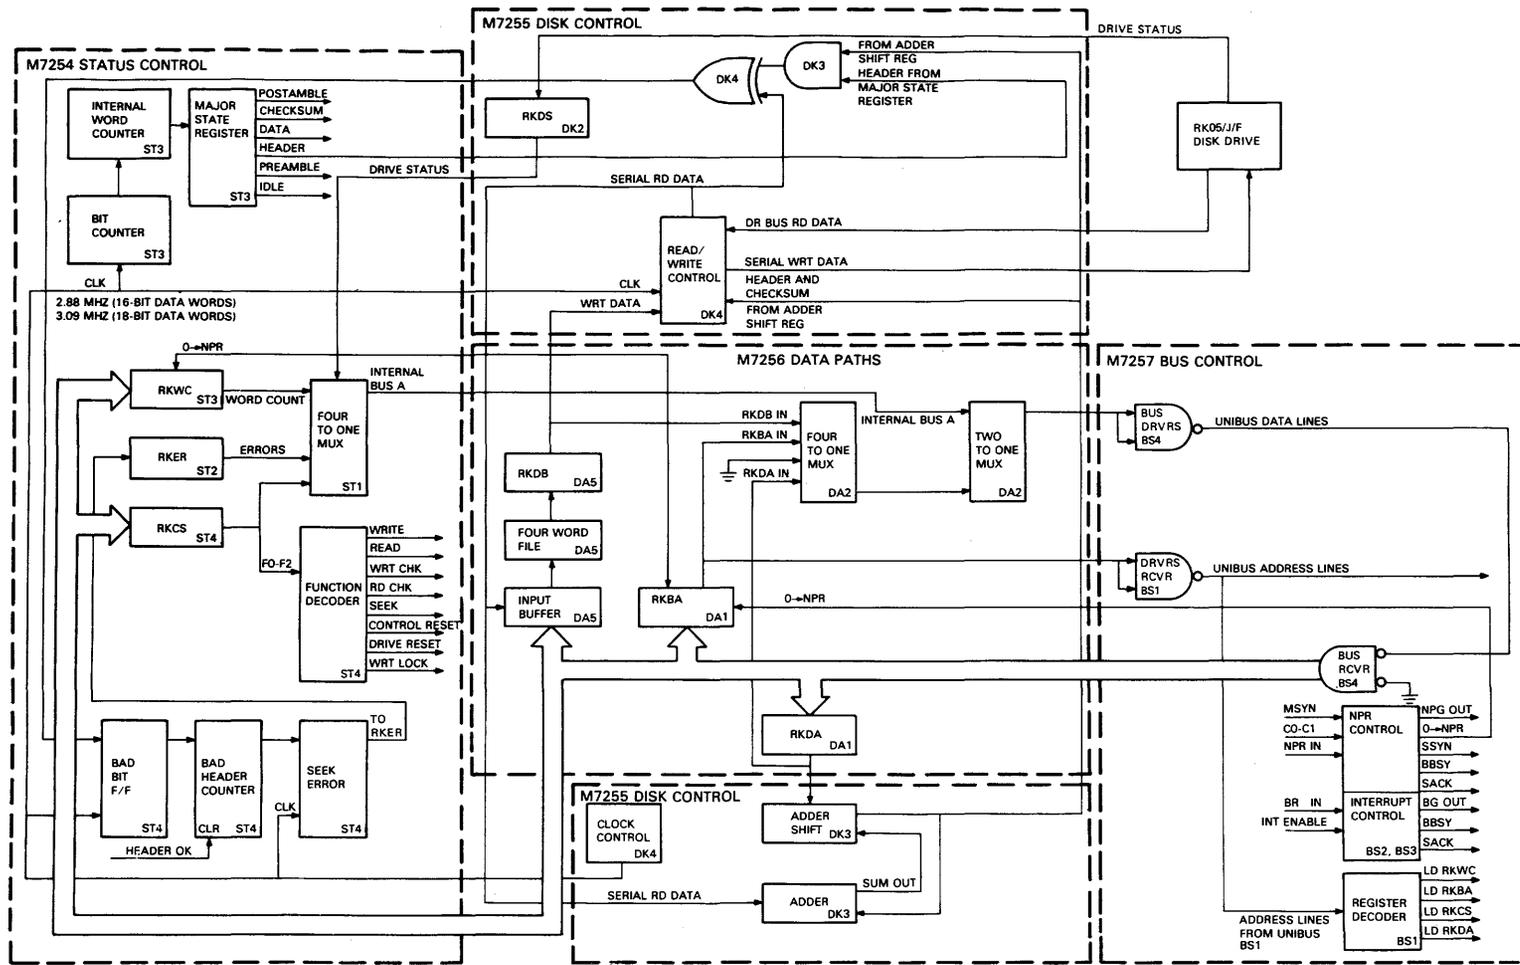 M7255 DISK CONTROL
DRIVE STATUS
M7254 STATUS CONTROL
INTERNAL
WORD
COUNTER
ST3
MAJOR
STATE
REGISTER
ST3
POSTAMBLE
CHECKSUM
DATA
HEADER
PREAMBLE
IDLE
BIT
COUNTER
ST3
CLK
2.88 MHZ (16-BIT DATA WORDS)
3.09 MHZ (18-BIT DATA WORDS)
RKDS
DK2
DRIVE STATUS
DK4
DK3
FROM ADDER
SHIFT REG
HEADER FROM
MAJOR STATE
REGISTER
RK05/J/F
DISK DRIVE
SERIAL RD DATA
READ/
WRITE
CONTROL
DK4
DR BUS RD DATA
SERIAL WRT DATA
HEADER AND
CHECKSUM
FROM ADDER
SHIFT REG
CLK
WRT DATA
0→NPR
RKWC
ST3
WORD COUNT
RKER
ST2
ERRORS
RKCS
ST4
FOUR
TO ONE
MUX
ST1
INTERNAL
BUS A
F0-F2
FUNCTION
DECODER
ST4
WRITE
READ
WRT CHK
RD CHK
SEEK
CONTROL RESET
DRIVE RESET
WRT LOCK
BAD
BIT
F/F
ST4
BAD
HEADER
COUNTER
CLR ST4
HEADER OK
SEEK
ERROR
ST4
CLK
TO
RKER
M7256 DATA PATHS
RKDB IN
RKBA IN
RKDA IN
FOUR
TO ONE
MUX
DA2
INTERNAL BUS A
TWO
TO ONE
MUX
DA2
RKDB
DA5
FOUR WORD
FILE
DA5
INPUT
BUFFER
DA5
RKBA
DA1
0→NPR
RKDA
DA1
M7255 DISK CONTROL
CLOCK
CONTROL
DK4
ADDER
SHIFT
DK3
SUM OUT
SERIAL RD DATA
ADDER
DK3
M7257 BUS CONTROL
BUS
DRVRS
BS4
UNIBUS DATA LINES
DRVRS
RCVR
BS1
UNIBUS ADDRESS LINES
BUS
RCVR
BS4
MSYN
C0-C1
NPR IN
NPR
CONTROL
NPG OUT
0→NPR
SSYN
BBSY
SACK
BR IN
INT ENABLE
INTERRUPT
CONTROL
BS2, BS3
BG OUT
BBSY
SACK
ADDRESS LINES
FROM UNIBUS
BS1
REGISTER
DECODER
BS1
LD RKWC
LD RKBA
LD RKCS
LD RKDA